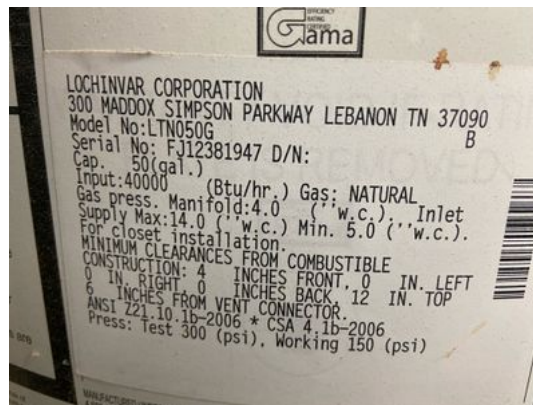 EFFICIENCY
RATING
CERTIFIED
Gama
LOCHINVAR CORPORATION
300 MADDOX SIMPSON PARKWAY LEBANON TN 37090
Model No:LTN050G B
Serial No: FJ12381947 D/N:
Cap. 50(gal.)
Input:40000 (Btu/hr.) Gas: NATURAL
Gas press. Manifold:4.0 (''w.c.). Inlet
Supply Max:14.0 (''w.c.) Min. 5.0 (''w.c.).
For closet installation.
MINIMUM CLEARANCES FROM COMBUSTIBLE
CONSTRUCTION: 4 INCHES FRONT, 0 IN. LEFT
0 IN. RIGHT, 0 INCHES BACK, 12 IN. TOP
6 INCHES FROM VENT CONNECTOR.
ANSI Z21.10.1b-2006 * CSA 4.1b-2006
Press: Test 300 (psi), Working 150 (psi)